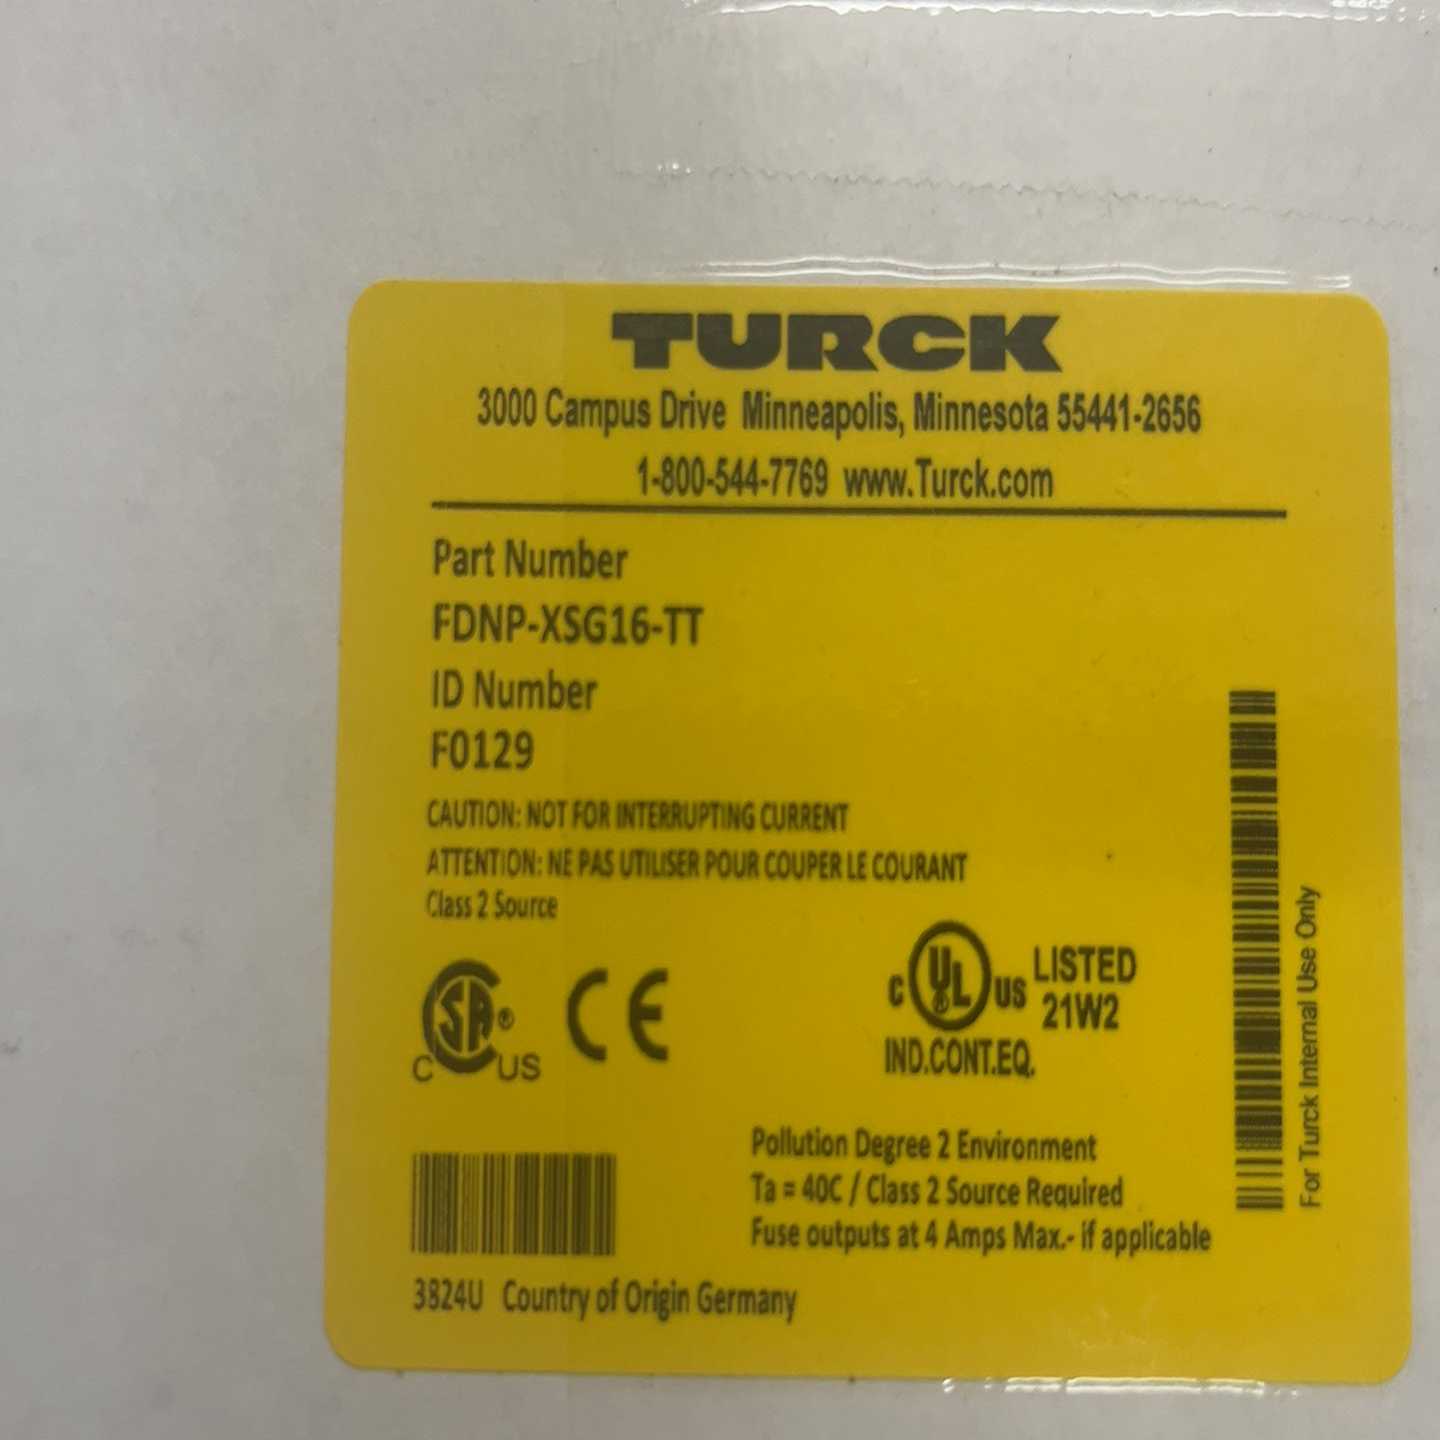 TURCK
3000 Campus Drive Minneapolis, Minnesota 55441-2656
1-800-544-7769 www.Turck.com
Part Number
FDNP-XSG16-TT
ID Number
F0129
CAUTION: NOT FOR INTERRUPTING CURRENT
ATTENTION: NE PAS UTILISER POUR COUPER LE COURANT
Class 2 Source
C SA ® US CE
C UL ® US LISTED
21W2
IND.CONT.EQ.
Pollution Degree 2 Environment
Ta = 40C / Class 2 Source Required
Fuse outputs at 4 Amps Max.- if applicable
3824U Country of Origin Germany
For Turck Internal Use Only